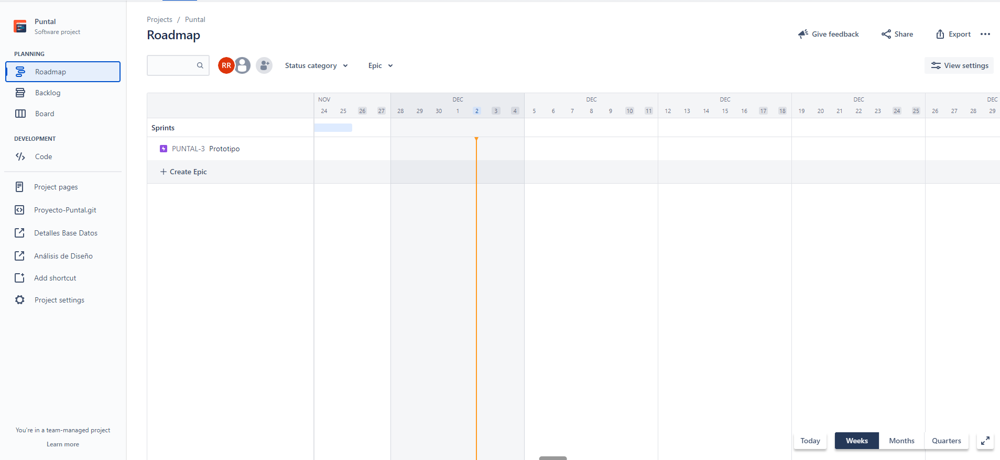 Puntal
Software project
PLANNING
Roadmap
Backlog
Board
DEVELOPMENT
Code
Project pages
Proyecto-Puntal.git
Detalles Base Datos
Análisis de Diseño
Add shortcut
Project settings
You're in a team-managed project
Learn more
Projects / Puntal
Roadmap
Give feedback Share Export
RR Status category Epic View settings
NOV DEC DEC DEC DEC DEC
24 25 26 27 28 29 30 1 2 3 4 5 6 7 8 9 10 11 12 13 14 15 16 17 18 19 20 21 22 23 24 25 26 27 28 29
Sprints
PUNTAL-3 Prototipo
+ Create Epic
Today Weeks Months Quarters